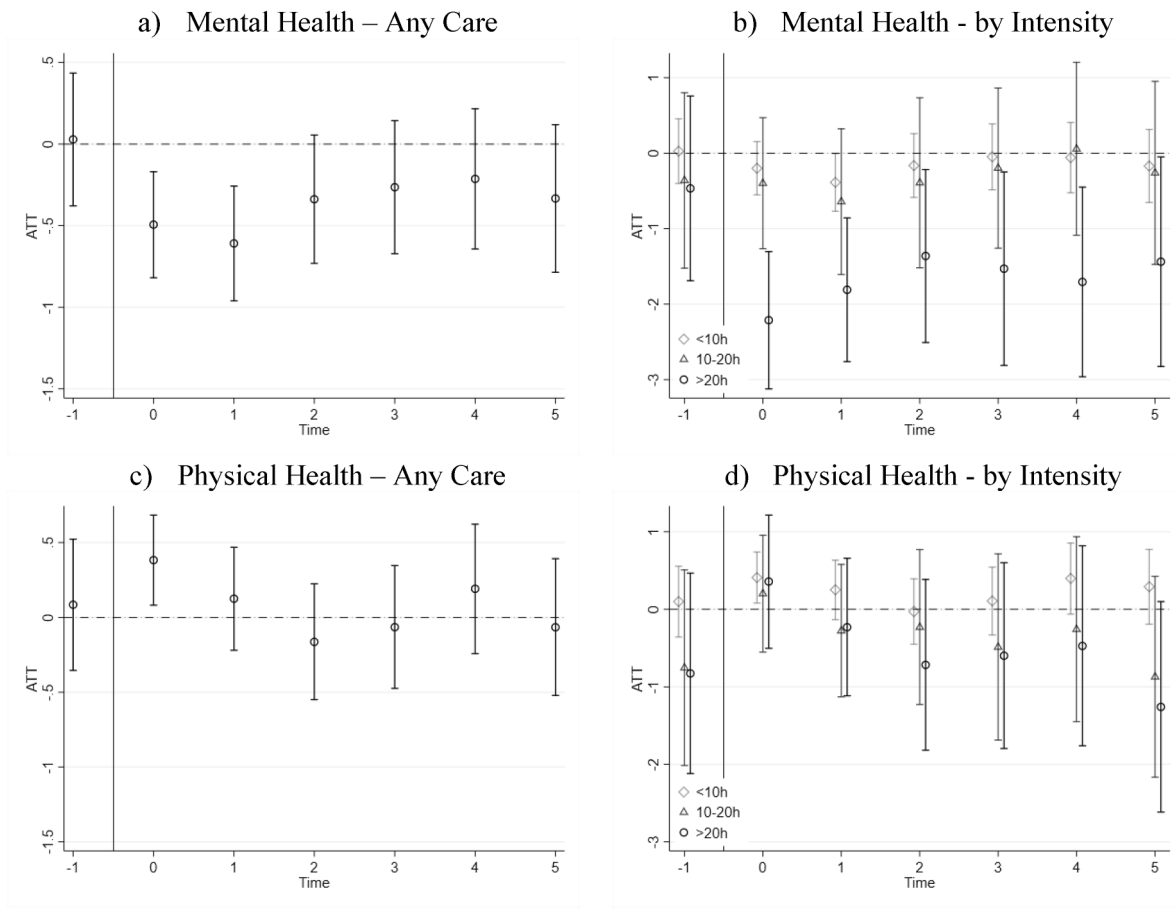 a) Mental Health – Any Care
.5
0
-.5
-1
-1.5
ATT
-1 0 1 2 3 4 5
Time
b) Mental Health - by Intensity
1
0
-1
-2
-3
ATT
<10h
10-20h
>20h
-1 0 1 2 3 4 5
Time
c) Physical Health – Any Care
.5
0
-.5
-1
-1.5
ATT
-1 0 1 2 3 4 5
Time
d) Physical Health - by Intensity
1
0
-1
-2
-3
ATT
<10h
10-20h
>20h
-1 0 1 2 3 4 5
Time